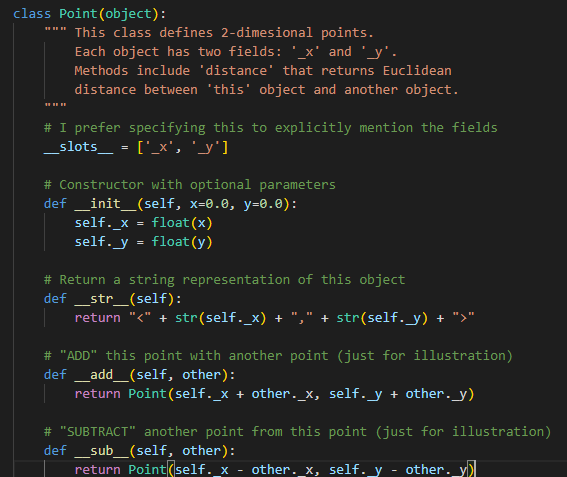 class Point(object):
""" This class defines 2-dimesional points.
Each object has two fields: '_x' and '_y'.
Methods include 'distance' that returns Euclidean
distance between 'this' object and another object.
"""
# I prefer specifying this to explicitly mention the fields
__slots__ = ['_x', '_y']
# Constructor with optional parameters
def __init__(self, x=0.0, y=0.0):
self._x = float(x)
self._y = float(y)
# Return a string representation of this object
def __str__(self):
return "<" + str(self._x) + "," + str(self._y) + ">"
# "ADD" this point with another point (just for illustration)
def __add__(self, other):
return Point(self._x + other._x, self._y + other._y)
# "SUBTRACT" another point from this point (just for illustration)
def __sub__(self, other):
return Point(self._x - other._x, self._y - other._y)